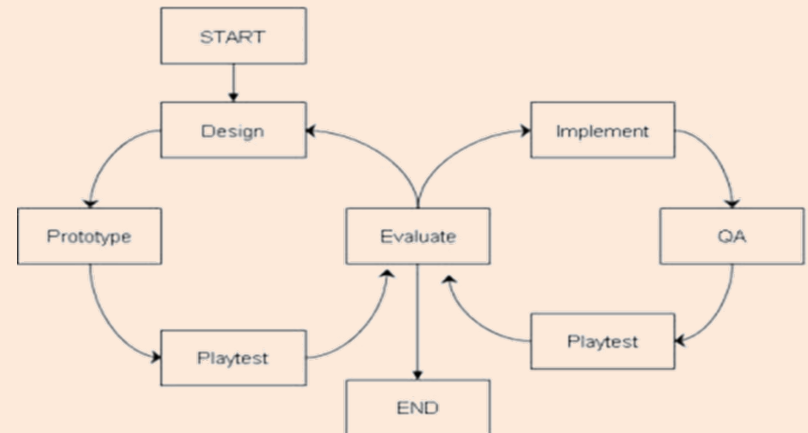 START
Design
Implement
Prototype
Evaluate
QA
Playtest
Playtest
END